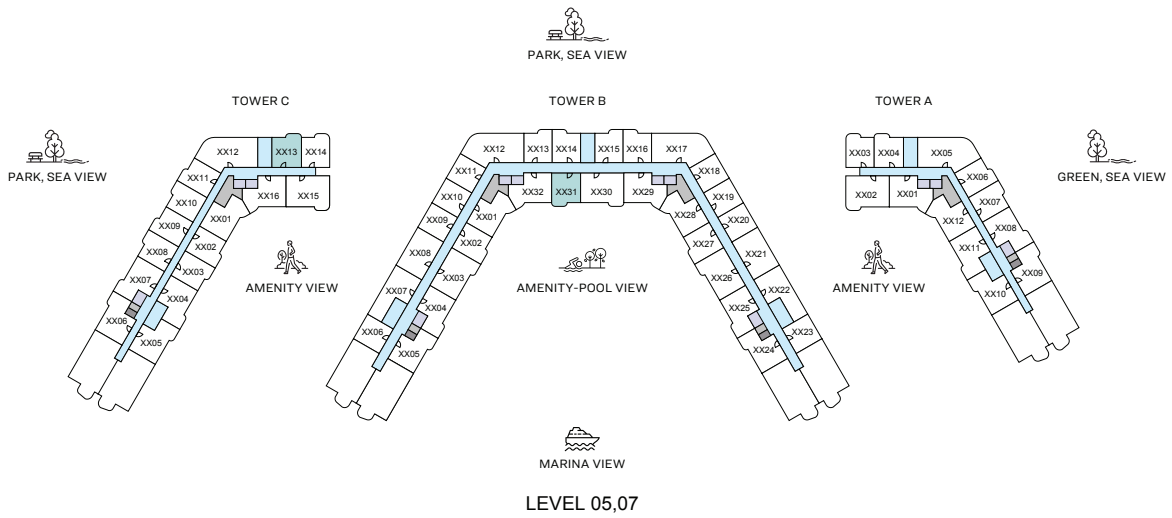 PARK, SEA VIEW
TOWER C
TOWER B
TOWER A
PARK, SEA VIEW
GREEN, SEA VIEW
XX12
XX13
XX14
XX11
XX10
XX09
XX08
XX07
XX06
XX05
XX04
XX03
XX02
XX01
XX16
XX15
AMENITY VIEW
XX12
XX13
XX14
XX15
XX16
XX17
XX11
XX10
XX09
XX08
XX07
XX06
XX05
XX04
XX03
XX02
XX01
XX32
XX31
XX30
XX29
XX28
XX27
XX26
XX25
XX24
XX18
XX19
XX20
XX21
XX22
XX23
AMENITY-POOL VIEW
XX03
XX04
XX05
XX02
XX01
XX06
XX07
XX08
XX09
XX12
XX11
XX10
AMENITY VIEW
MARINA VIEW
LEVEL 05,07